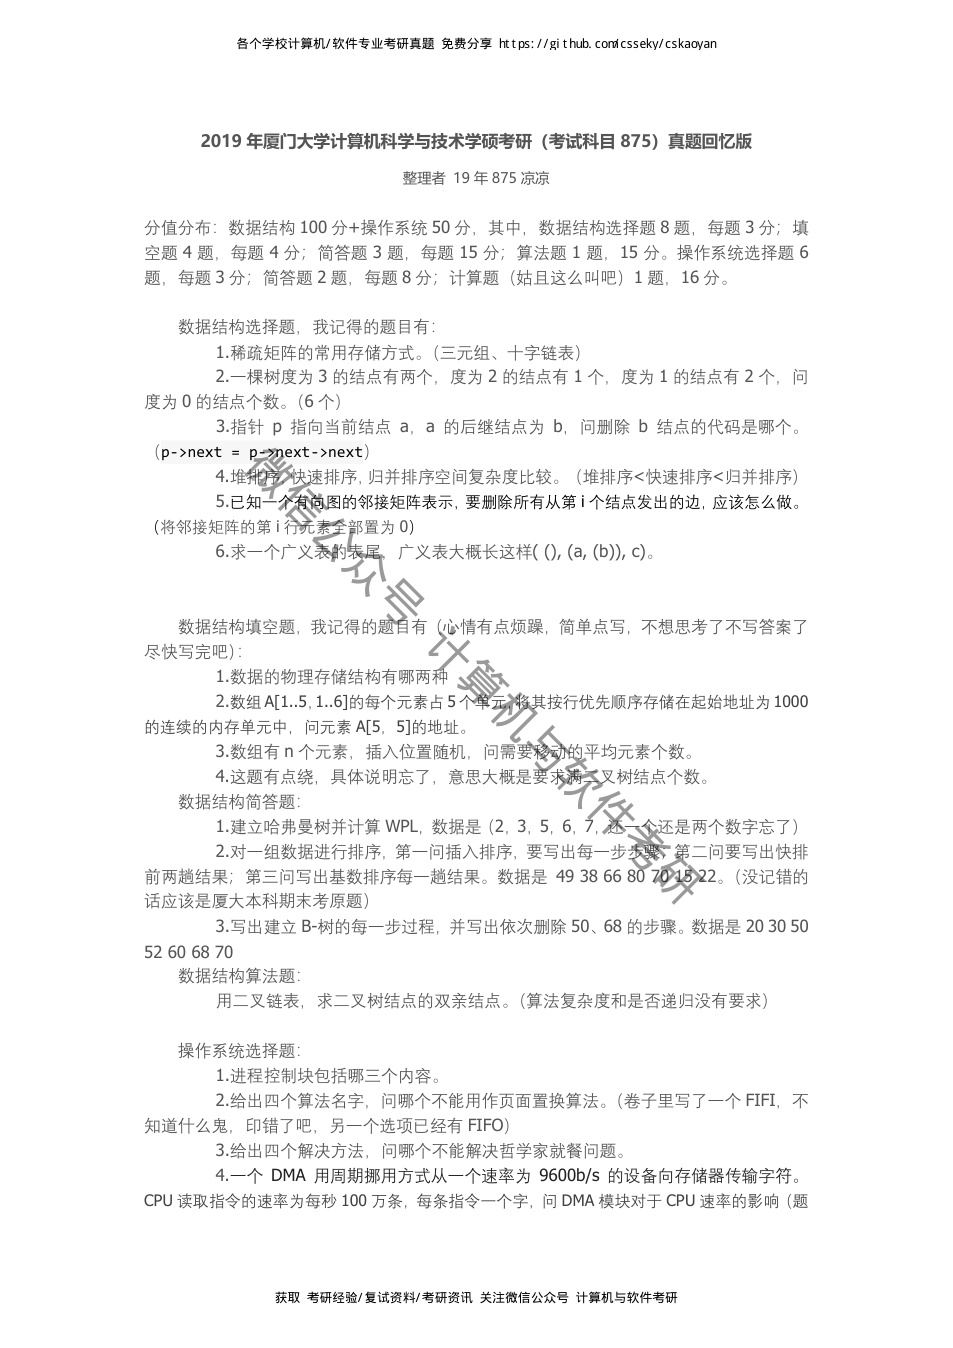 各个学校计算机/软件专业考研真题 免费分享 https://github.com/csseky/cskaoyan
2019 年厦门大学计算机科学与技术学硕考研（考试科目 875）真题回忆版
整理者 19 年 875 凉凉
分值分布：数据结构 100 分+操作系统 50 分，其中，数据结构选择题 8 题，每题 3 分；填
空题 4 题，每题 4 分；简答题 3 题，每题 15 分；算法题 1 题，15 分。操作系统选择题 6
题，每题 3 分；简答题 2 题，每题 8 分；计算题（姑且这么叫吧）1 题，16 分。
数据结构选择题，我记得的题目有：
1.稀疏矩阵的常用存储方式。（三元组、十字链表）
2.一棵树度为 3 的结点有两个，度为 2 的结点有 1 个，度为 1 的结点有 2 个，问
度为 0 的结点个数。（6 个）
3.指针 p 指向当前结点 a，a 的后继结点为 b，问删除 b 结点的代码是哪个。
（p->next = p->next->next）
4.堆排序，快速排序，归并排序空间复杂度比较。（堆排序<快速排序<归并排序）
5.已知一个有向图的邻接矩阵表示，要删除所有从第 i 个结点发出的边，应该怎么做。
（将邻接矩阵的第 i 行元素全部置为 0）
6.求一个广义表的表尾，广义表大概长这样( (), (a, (b)), c)。
数据结构填空题，我记得的题目有（心情有点烦躁，简单点写，不想思考了不写答案了
尽快写完吧）：
1.数据的物理存储结构有哪两种
2.数组 A[1..5, 1..6]的每个元素占 5 个单元，将其按行优先顺序存储在起始地址为 1000
的连续的内存单元中，问元素 A[5，5]的地址。
3.数组有 n 个元素，插入位置随机，问需要移动的平均元素个数。
4.这题有点绕，具体说明忘了，意思大概是要求满二叉树结点个数。
数据结构简答题：
1.建立哈弗曼树并计算 WPL，数据是（2，3，5，6，7，还一个还是两个数字忘了）
2.对一组数据进行排序，第一问插入排序，要写出每一步步骤；第二问要写出快排
前两趟结果；第三问写出基数排序每一趟结果。数据是 49 38 66 80 70 15 22。（没记错的
话应该是厦大本科期末考原题）
3.写出建立 B-树的每一步过程，并写出依次删除 50、68 的步骤。数据是 20 30 50
52 60 68 70
数据结构算法题：
用二叉链表，求二叉树结点的双亲结点。（算法复杂度和是否递归没有要求）
操作系统选择题：
1.进程控制块包括哪三个内容。
2.给出四个算法名字，问哪个不能用作页面置换算法。（卷子里写了一个 FIFI，不
知道什么鬼，印错了吧，另一个选项已经有 FIFO）
3.给出四个解决方法，问哪个不能解决哲学家就餐问题。
4.一个 DMA 用周期挪用方式从一个速率为 9600b/s 的设备向存储器传输字符。
CPU 读取指令的速率为每秒 100 万条，每条指令一个字，问 DMA 模块对于 CPU 速率的影响（题
微信公众号 计算机与软件考研
获取 考研经验/复试资料/考研资讯 关注微信公众号 计算机与软件考研